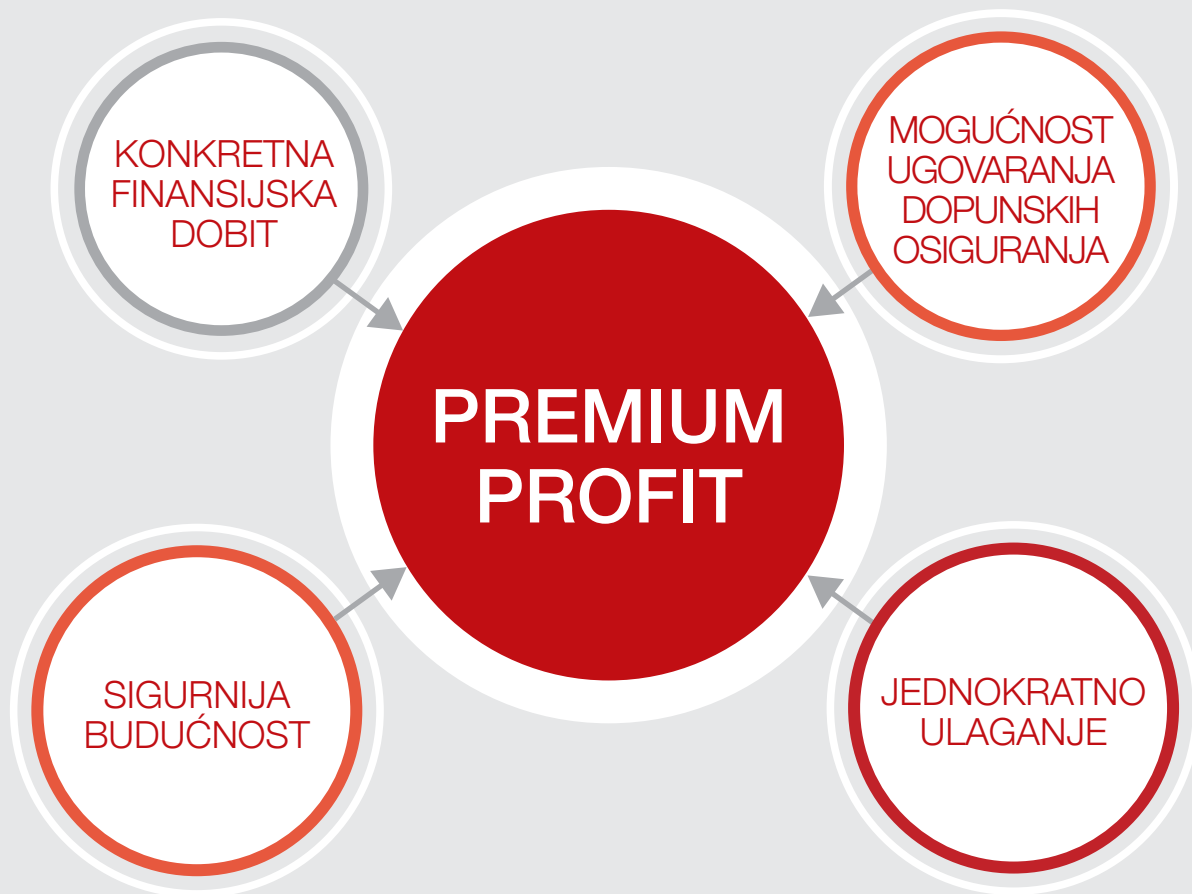 KONKRETNA
FINANSIJSKA
DOBIT
MOGUĆNOST
UGOVARANJA
DOPUNSKIH
OSIGURANJA
PREMIUM
PROFIT
SIGURNIJA
BUDUĆNOST
JEDNOKRATNO
ULAGANJE